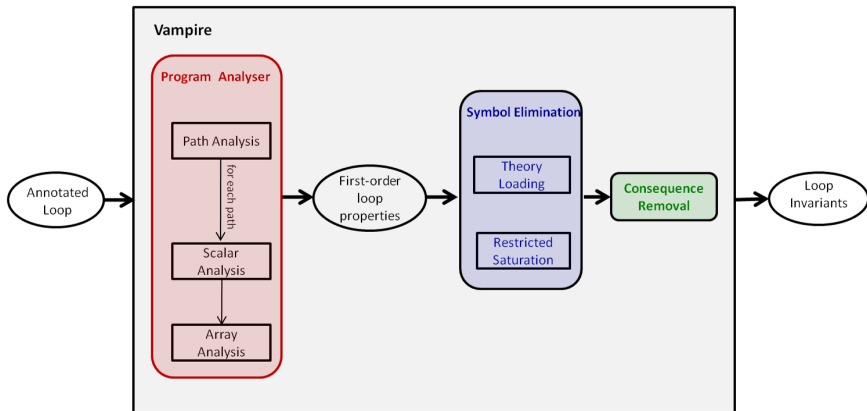 Vampire
Program Analyser
Path Analysis
for each path
Scalar
Analysis
Array
Analysis
Annotated
Loop
First-order
loop
properties
Symbol Elimination
Theory
Loading
Restricted
Saturation
Consequence
Removal
Loop
Invariants